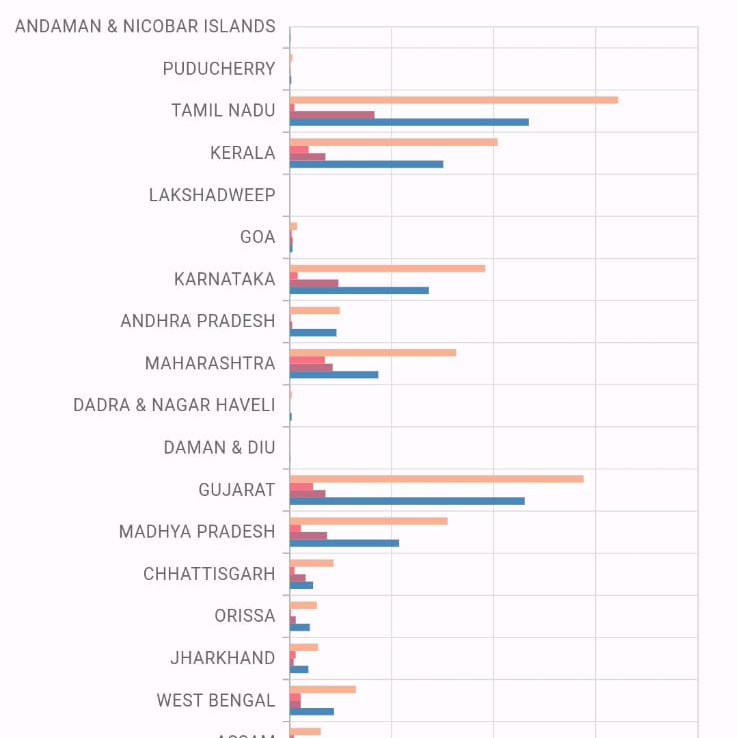 ANDAMAN & NICOBAR ISLANDS
PUDUCHERRY
TAMIL NADU
KERALA
LAKSHADWEEP
GOA
KARNATAKA
ANDHRA PRADESH
MAHARASHTRA
DADRA & NAGAR HAVELI
DAMAN & DIU
GUJARAT
MADHYA PRADESH
CHHATTISGARH
ORISSA
JHARKHAND
WEST BENGAL
ASSAM